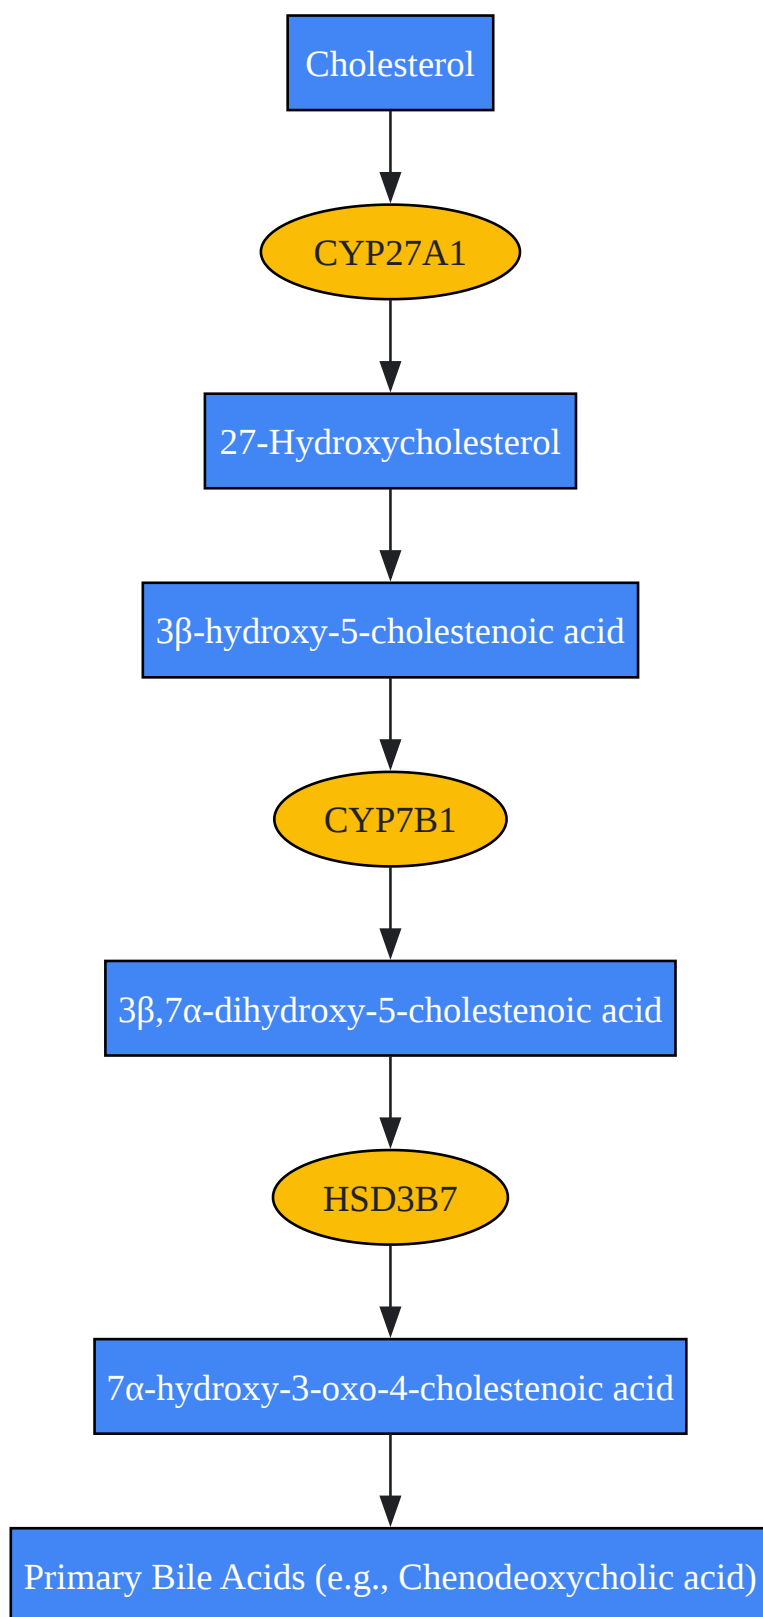 Cholesterol
CYP27A1
27-Hydroxycholesterol
3β-hydroxy-5-cholestenoic acid
CYP7B1
3β,7α-dihydroxy-5-cholestenoic acid
HSD3B7
7α-hydroxy-3-oxo-4-cholestenoic acid
Primary Bile Acids (e.g., Chenodeoxycholic acid)